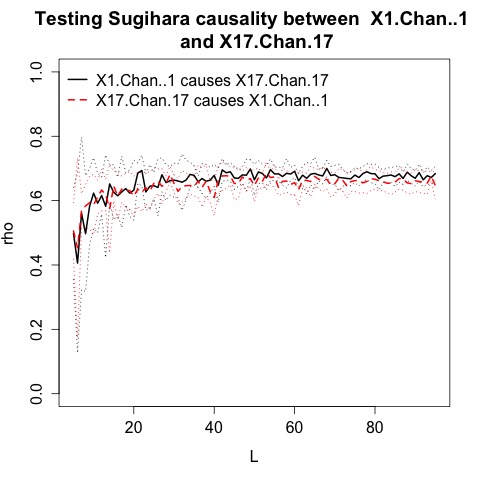 Testing Sugihara causality between  X1.Chan..1
and X17.Chan.17
X1.Chan..1 causes X17.Chan.17
X17.Chan.17 causes X1.Chan..1
1.0
0.8
0.6
0.4
0.2
0.0
rho
20 40 60 80
L